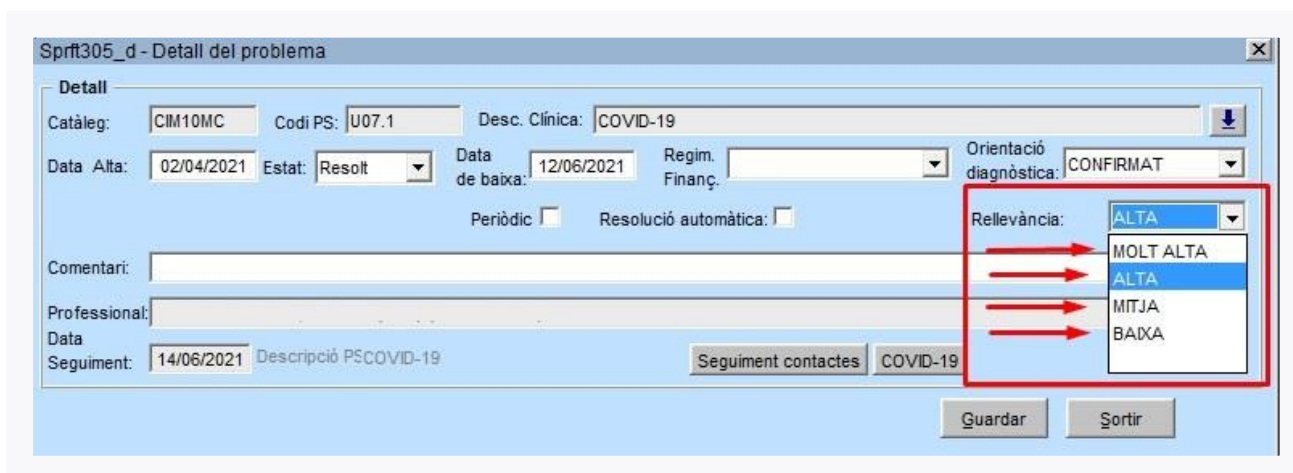 Sprft305_d - Detall del problema
Detall
Catàleg: CIM10MC Codi PS: U07.1 Desc. Clínica: COVID-19
Data Alta: 02/04/2021 Estat: Resolt Data de baixa: 12/06/2021 Regim. Finanç. Orientació diagnòstica: CONFIRMAT
Periòdic Resolució automàtica: Rellevància: ALTA
MOLT ALTA
Comentari:
ALTA
Professional:
MITJA
BAIXA
Data Seguiment: 14/06/2021 Descripció PS COVID-19 Seguiment contactes COVID-19
Guardar Sortir